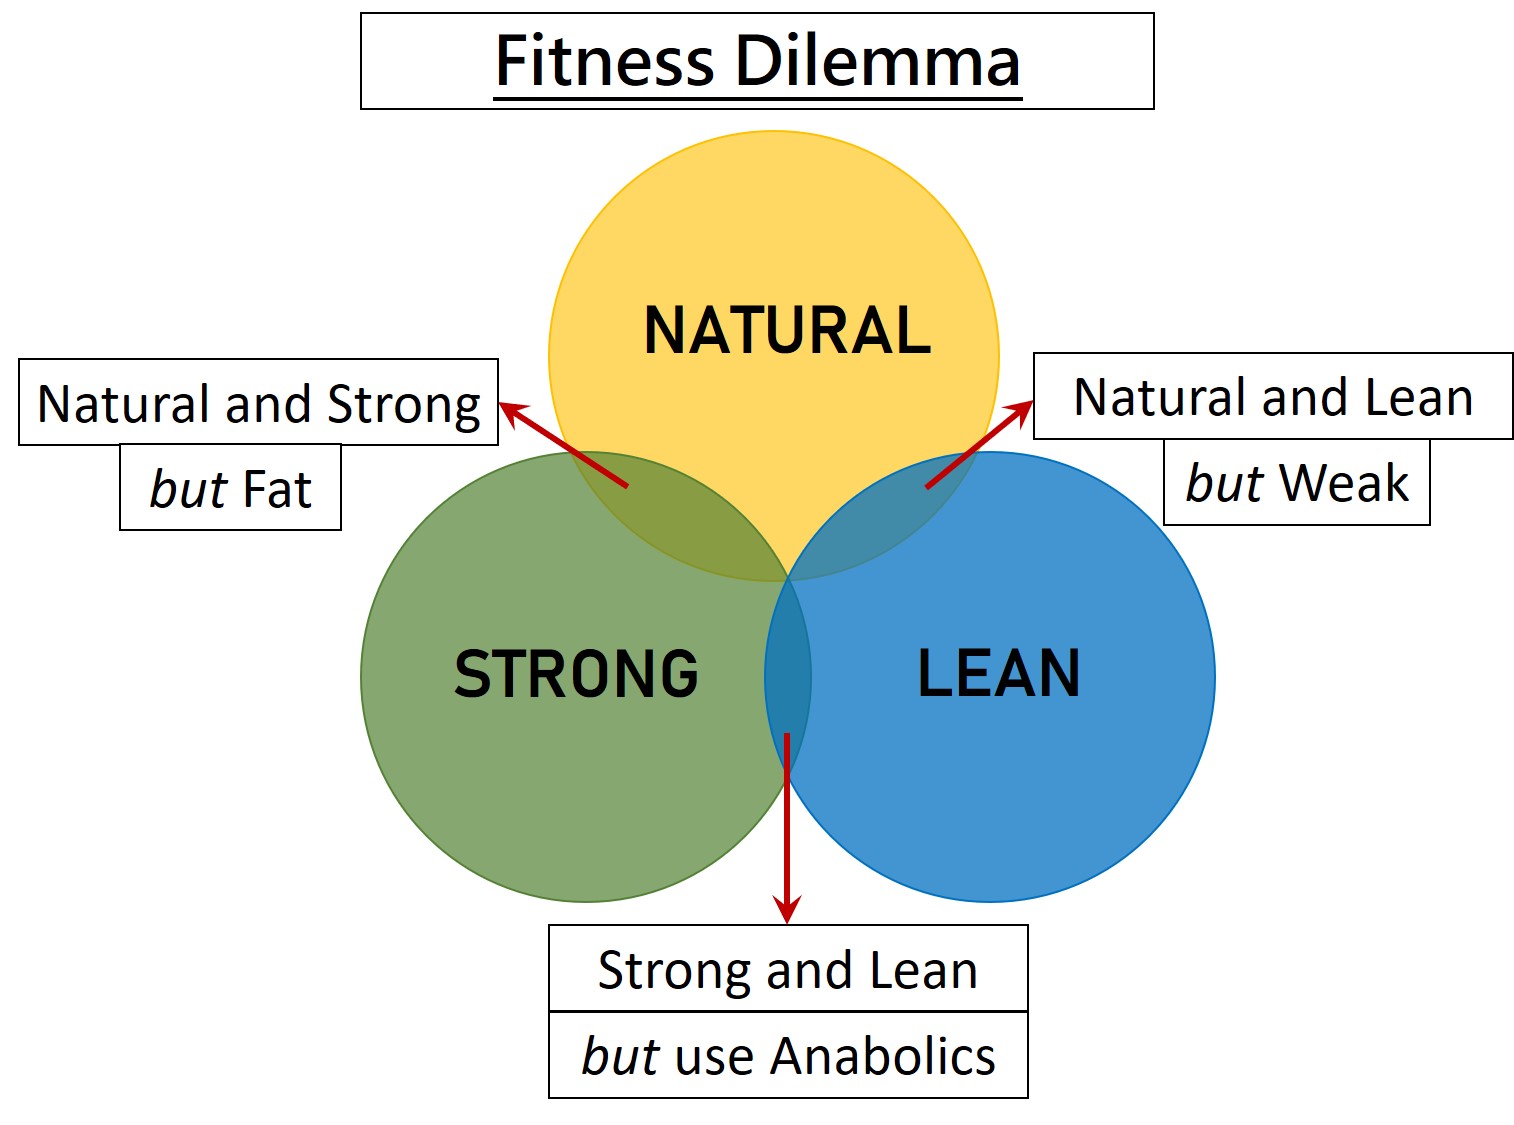 Fitness Dilemma
NATURAL
Natural and Strong
but Fat
Natural and Lean
but Weak
STRONG
LEAN
Strong and Lean
but use Anabolics